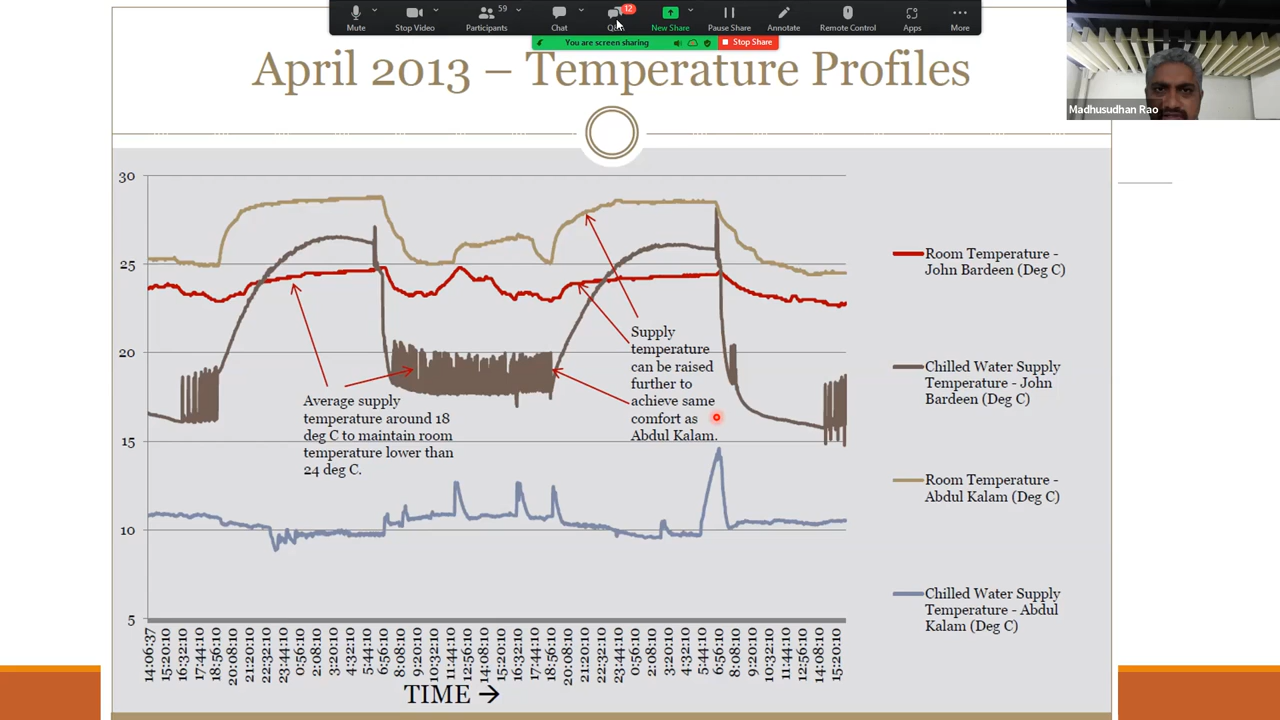 Mute
Stop Video
59
Participants
Chat
12
Q&A
New Share
Pause Share
Annotate
Remote Control
Apps
More
You are screen sharing
Stop Share
Madhusudhan Rao
April 2013 – Temperature Profiles
30
25
20
15
10
5
Average supply
temperature around 18
deg C to maintain room
temperature lower than
24 deg C.
Supply
temperature
can be raised
further to
achieve same
comfort as
Abdul Kalam.
Room Temperature -
John Bardeen (Deg C)
Chilled Water Supply
Temperature - John
Bardeen (Deg C)
Room Temperature -
Abdul Kalam (Deg C)
Chilled Water Supply
Temperature - Abdul
Kalam (Deg C)
14:06:37
15:20:10
16:32:10
17:44:10
18:56:10
20:08:10
21:20:10
22:32:10
23:44:10
0:56:10
2:08:10
3:20:10
4:32:10
5:44:10
6:56:10
8:08:10
9:20:10
10:32:10
11:44:10
12:56:10
14:08:10
15:20:10
16:32:10
17:44:10
18:56:10
20:08:10
21:20:10
22:32:10
23:44:10
0:56:10
2:08:10
3:20:10
4:32:10
5:44:10
6:56:10
8:08:10
9:20:10
10:32:10
11:44:10
12:56:10
14:08:10
15:20:10
TIME →